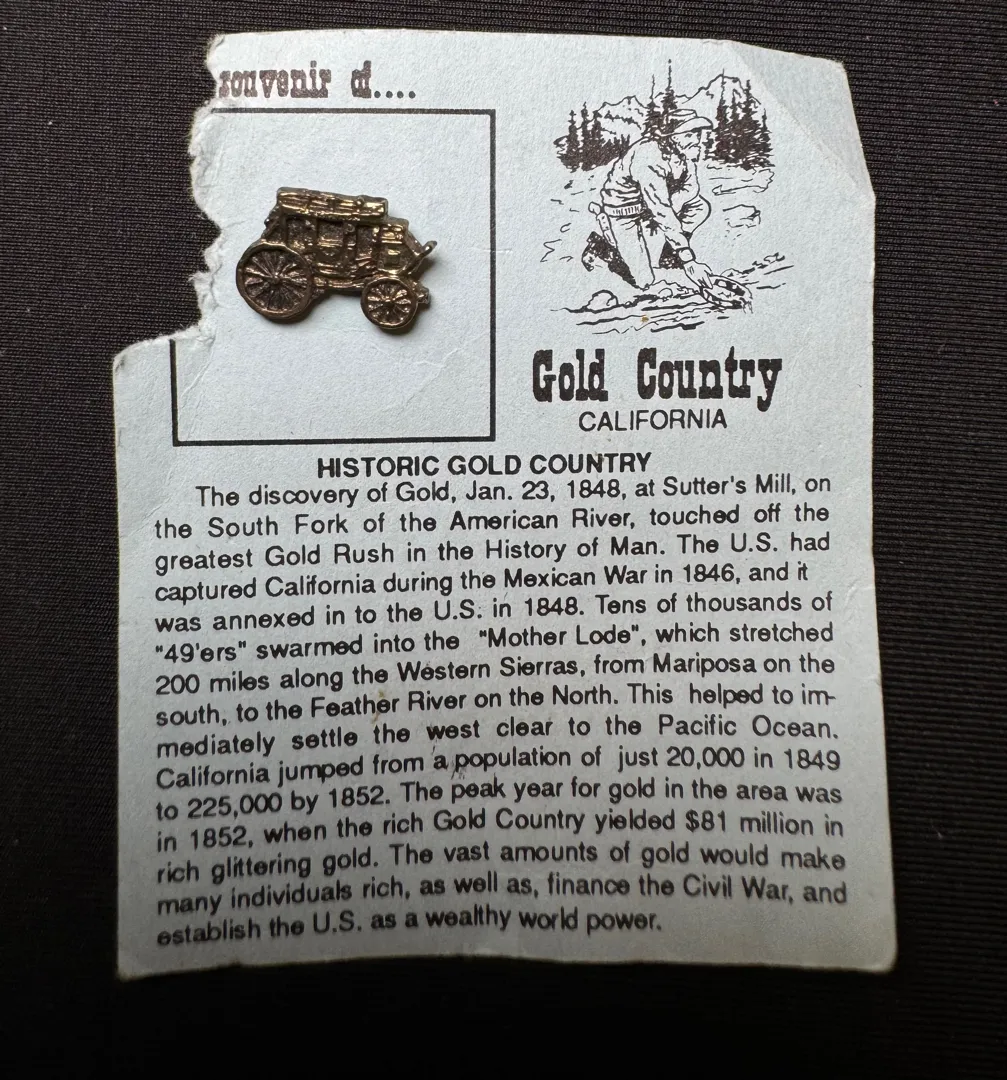 souvenir of....
Gold Country
CALIFORNIA
HISTORIC GOLD COUNTRY
The discovery of Gold, Jan. 23, 1848, at Sutter's Mill, on
the South Fork of the American River, touched off the
greatest Gold Rush in the History of Man. The U.S. had
captured California during the Mexican War in 1846, and it
was annexed in to the U.S. in 1848. Tens of thousands of
"49'ers" swarmed into the "Mother Lode", which stretched
200 miles along the Western Sierras, from Mariposa on the
south, to the Feather River on the North. This helped to im-
mediately settle the west clear to the Pacific Ocean.
California jumped from a population of just 20,000 in 1849
to 225,000 by 1852. The peak year for gold in the area was
in 1852, when the rich Gold Country yielded $81 million in
rich glittering gold. The vast amounts of gold would make
many individuals rich, as well as, finance the Civil War, and
establish the U.S. as a wealthy world power.